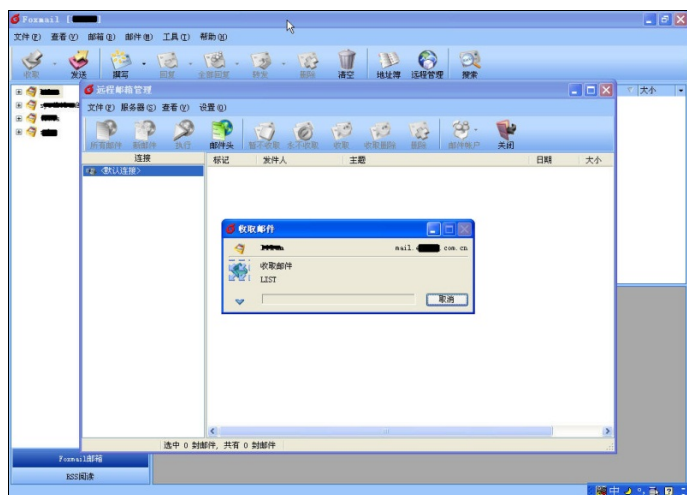 Foxmail [
文件(F) 查看(V) 邮箱(B) 邮件(M) 工具(T) 帮助(H)
收取 发送 撰写 回复 全部回复 转发 删除 清空 地址簿 远程管理 搜索
大小
远程邮箱管理
文件(F) 服务器(S) 查看(V) 设置(O)
所有邮件 新邮件 执行 邮件头 暂不收取 永不收取 收取 收取删除 删除 邮件帐户 关闭
连接 标记 发件人 主题 日期 大小
<默认连接>
收取邮件
mail. .com.cn
收取邮件
LIST
取消
选中 0 封邮件, 共有 0 封邮件
Foxmail邮箱
RSS阅读
中